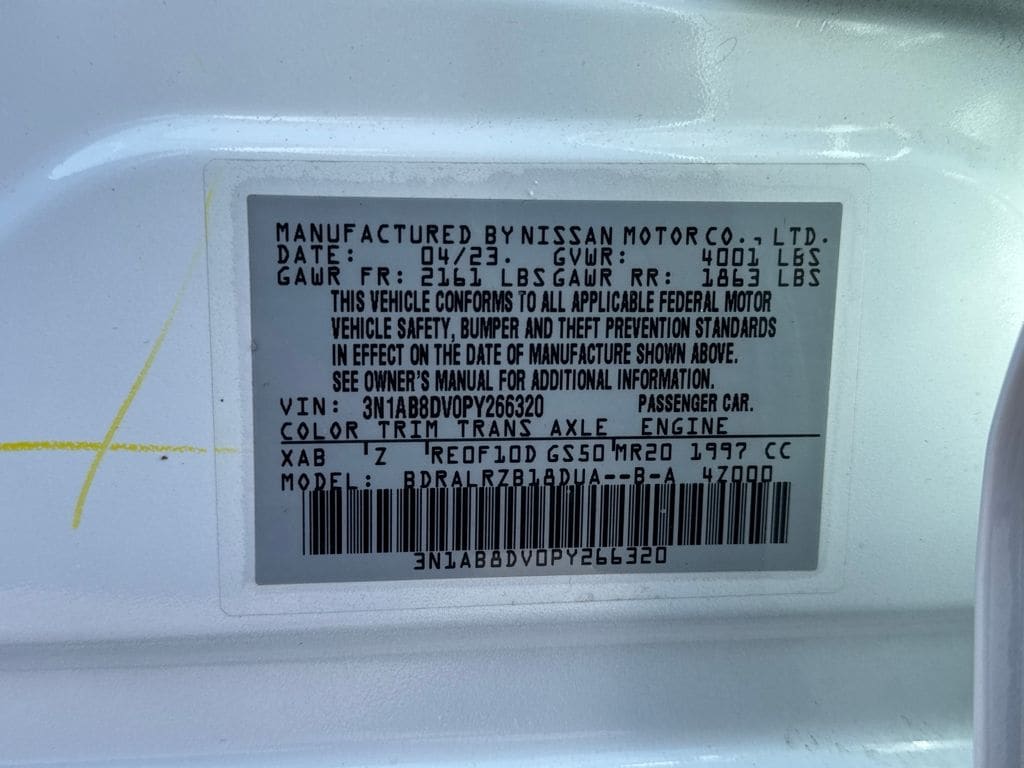 MANUFACTURED BY NISSAN MOTOR CO., LTD.
DATE: 04/23. GVWR: 4001 LBS
GAWR FR: 2161 LBS GAWR RR: 1863 LBS
THIS VEHICLE CONFORMS TO ALL APPLICABLE FEDERAL MOTOR
VEHICLE SAFETY, BUMPER AND THEFT PREVENTION STANDARDS
IN EFFECT ON THE DATE OF MANUFACTURE SHOWN ABOVE.
SEE OWNER'S MANUAL FOR ADDITIONAL INFORMATION.
VIN: 3N1AB8DV0PY266320 PASSENGER CAR.
COLOR TRIM TRANS AXLE ENGINE
XAB Z RE0F10D GS50 MR20 1997 CC
MODEL: BDRALRZB18DUA--B-A 4Z000
3N1AB8DV0PY266320